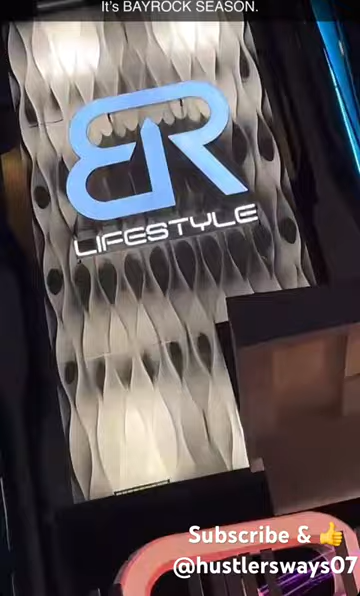 It's BAYROCK SEASON.
BR
LIFESTYLE
Subscribe & 👍
@hustlersways07